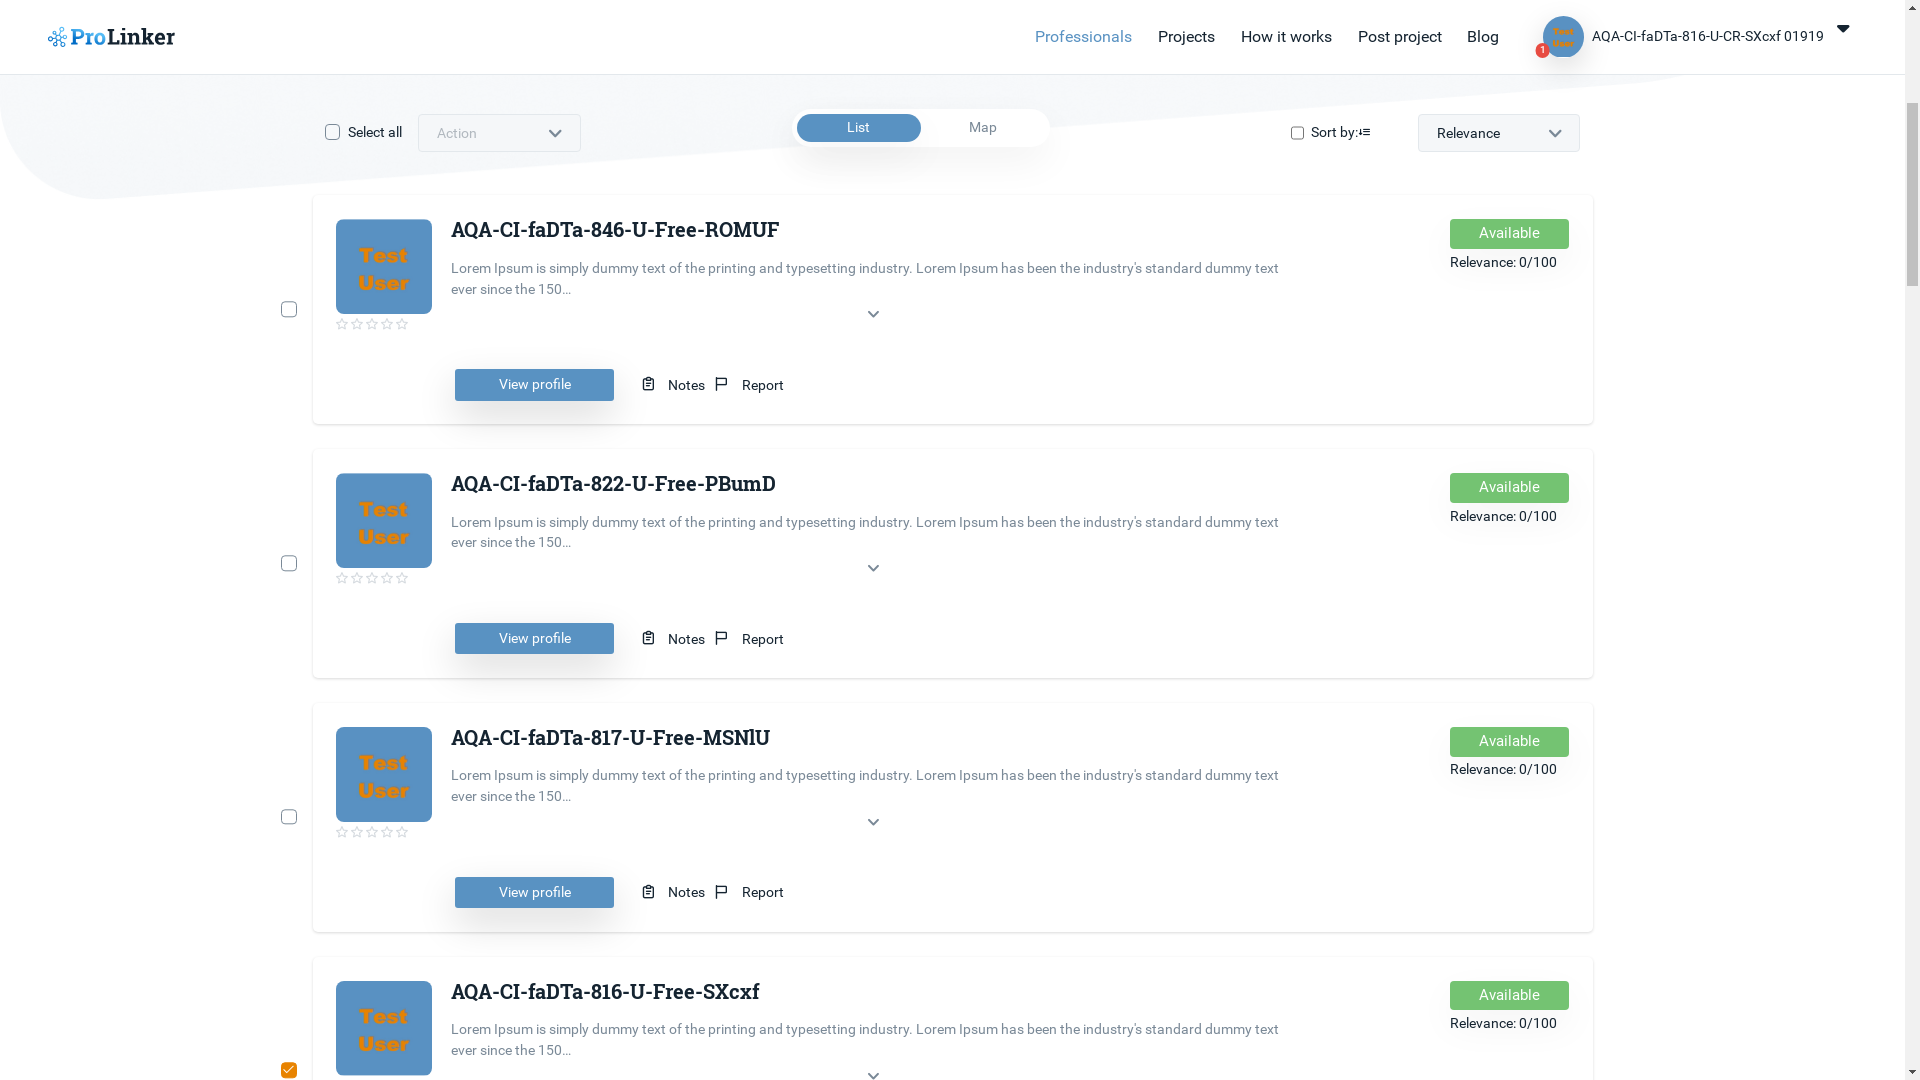 ProLinker
Professionals
Projects
How it works
Post project
Blog
Test
User
1
AQA-CI-faDTa-816-U-CR-SXcxf 01919
Select all
Action
List
Map
Sort by:
Relevance
Test
User
AQA-CI-faDTa-846-U-Free-ROMUF
Lorem Ipsum is simply dummy text of the printing and typesetting industry. Lorem Ipsum has been the industry's standard dummy text
ever since the 150...
Available
Relevance: 0/100
View profile
Notes
Report
Test
User
AQA-CI-faDTa-822-U-Free-PBumD
Lorem Ipsum is simply dummy text of the printing and typesetting industry. Lorem Ipsum has been the industry's standard dummy text
ever since the 150...
Available
Relevance: 0/100
View profile
Notes
Report
Test
User
AQA-CI-faDTa-817-U-Free-MSNlU
Lorem Ipsum is simply dummy text of the printing and typesetting industry. Lorem Ipsum has been the industry's standard dummy text
ever since the 150...
Available
Relevance: 0/100
View profile
Notes
Report
Test
User
AQA-CI-faDTa-816-U-Free-SXcxf
Lorem Ipsum is simply dummy text of the printing and typesetting industry. Lorem Ipsum has been the industry's standard dummy text
ever since the 150...
Available
Relevance: 0/100